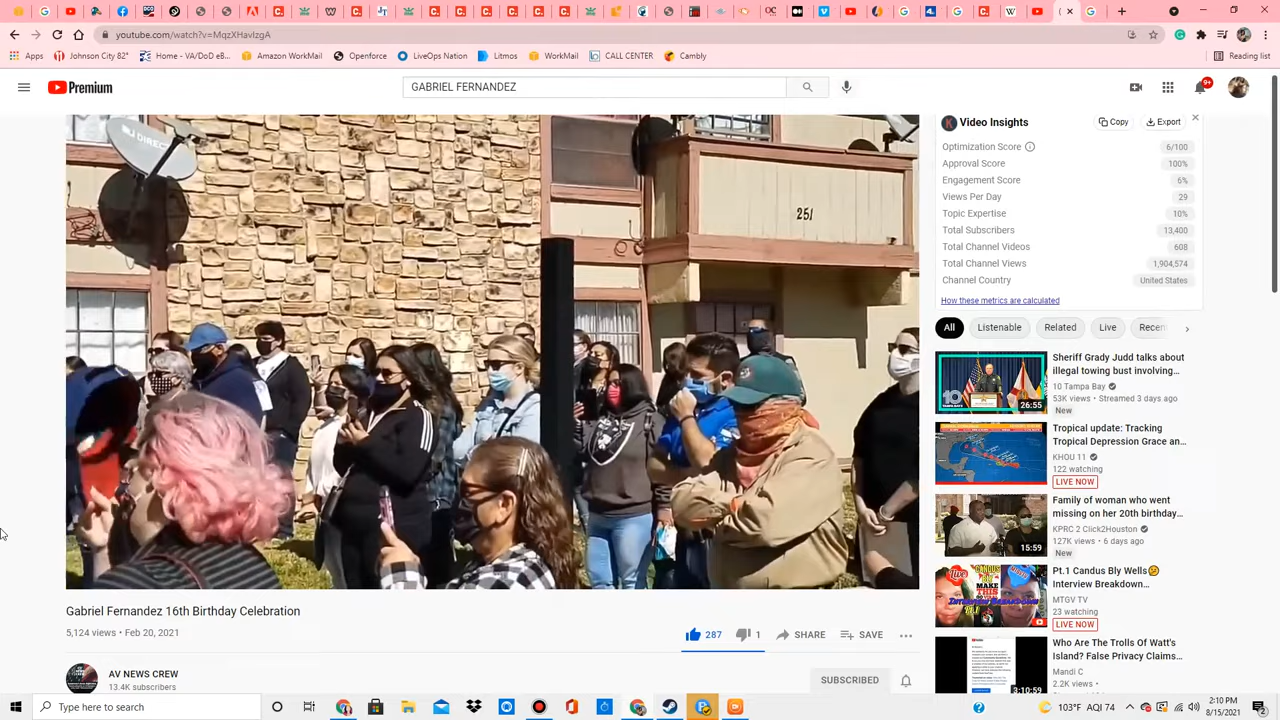 youtube.com/watch?v=MqzXHavIzgA
Apps
Johnson City 82°
Home - VA/DoD eB...
Amazon WorkMail
Openforce
LiveOps Nation
Litmos
WorkMail
CALL CENTER
Cambly
Reading list
Premium
GABRIEL FERNANDEZ
9+
DIRECT
251
Video Insights
Copy
Export
Optimization Score
6/100
Approval Score
100%
Engagement Score
6%
Views Per Day
29
Topic Expertise
10%
Total Subscribers
13,400
Total Channel Videos
608
Total Channel Views
1,904,574
Channel Country
United States
How these metrics are calculated
All
Listenable
Related
Live
Recen
Sheriff Grady Judd talks about
illegal towing bust involving...
10 Tampa Bay
53K views • Streamed 3 days ago
New
26:55
Tropical update: Tracking
Tropical Depression Grace an...
KHOU 11
122 watching
LIVE NOW
Family of woman who went
missing on her 20th birthday...
KPRC 2 Click2Houston
127K views • 6 days ago
New
15:59
Pt.1 Candus Bly Wells
Interview Breakdown...
MTGV TV
23 watching
LIVE NOW
Who Are The Trolls Of Watt's
Island? False Privacy Claims...
Mandi C
2.2K views •
3:10:59
Gabriel Fernandez 16th Birthday Celebration
5,124 views • Feb 20, 2021
287
1
SHARE
SAVE
NEWS CREW
13.4K subscribers
SUBSCRIBED
Type here to search
103°F AQI 74
2:10 PM
8/15/2021
2